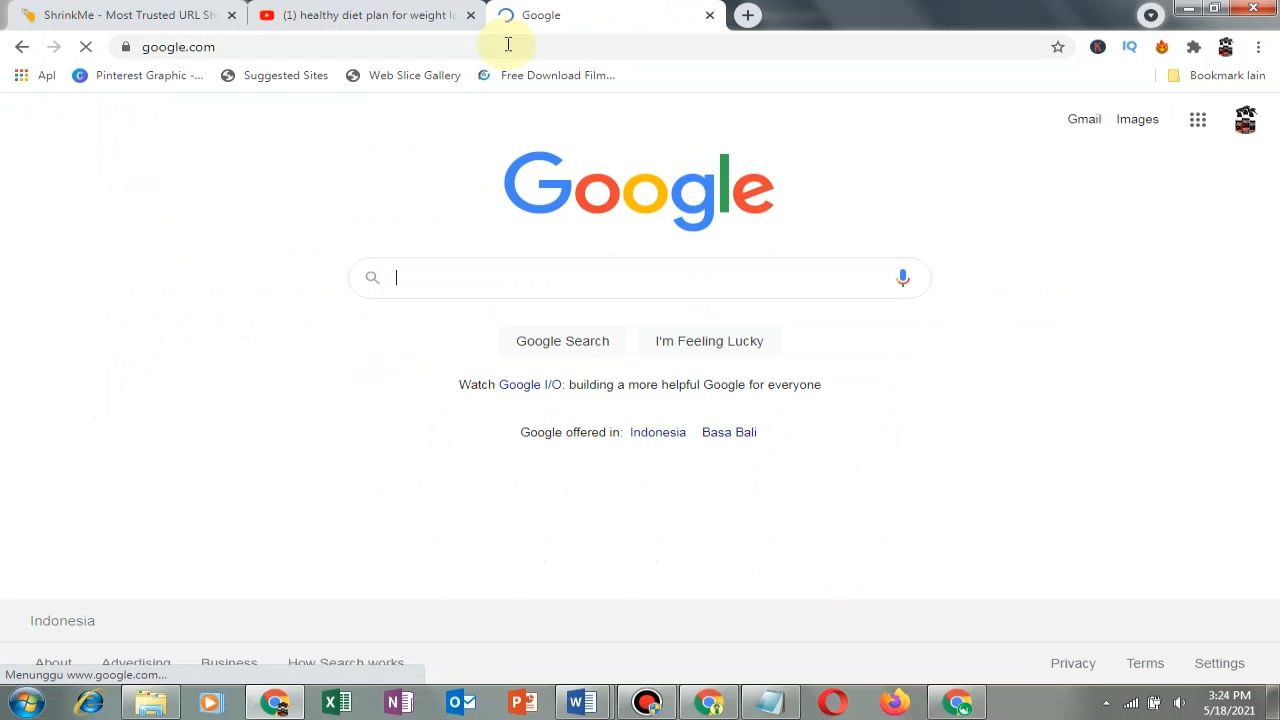 ShrinkMe - Most Trusted URL Sh
(1) healthy diet plan for weight lo
Google
google.com
Apl
Pinterest Graphic -...
Suggested Sites
Web Slice Gallery
Free Download Film...
Bookmark lain
Gmail
Images
Google
Google Search
I'm Feeling Lucky
Watch Google I/O: building a more helpful Google for everyone
Google offered in: Indonesia Basa Bali
Indonesia
About
Advertising
Business
How Search works
Privacy
Terms
Settings
Menunggu www.google.com...
3:24 PM
5/18/2021